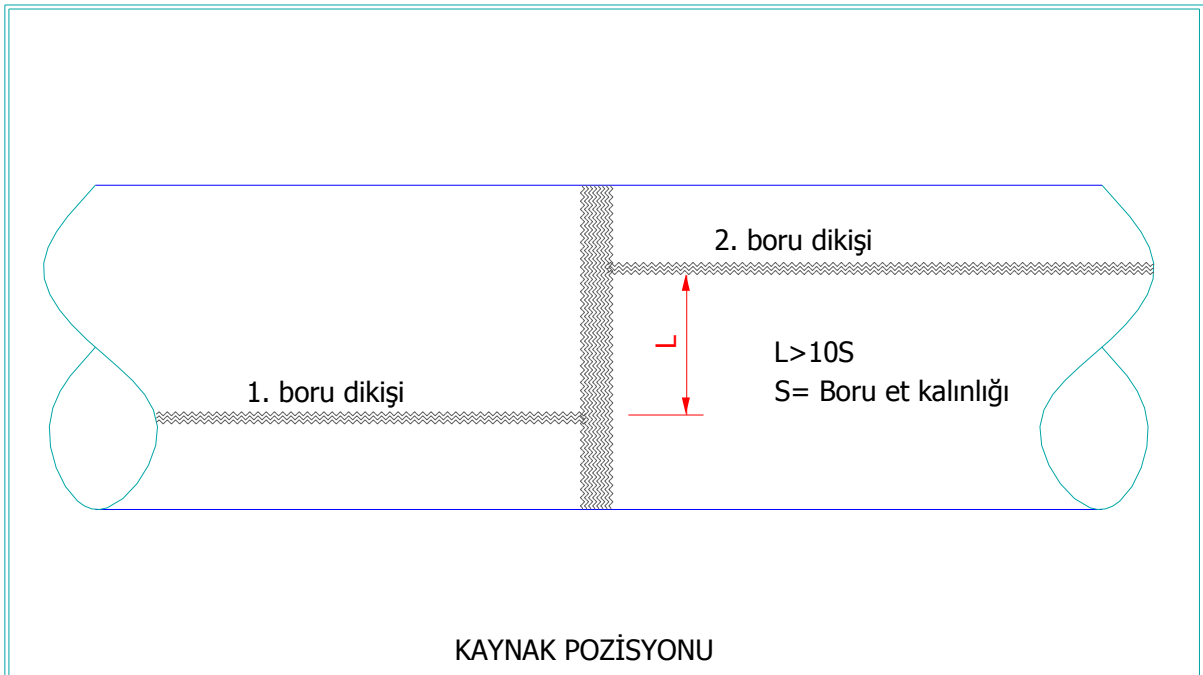 2. boru dikişi
L
L>10S
1. boru dikişi
S= Boru et kalınlığı
KAYNAK POZİSYONU